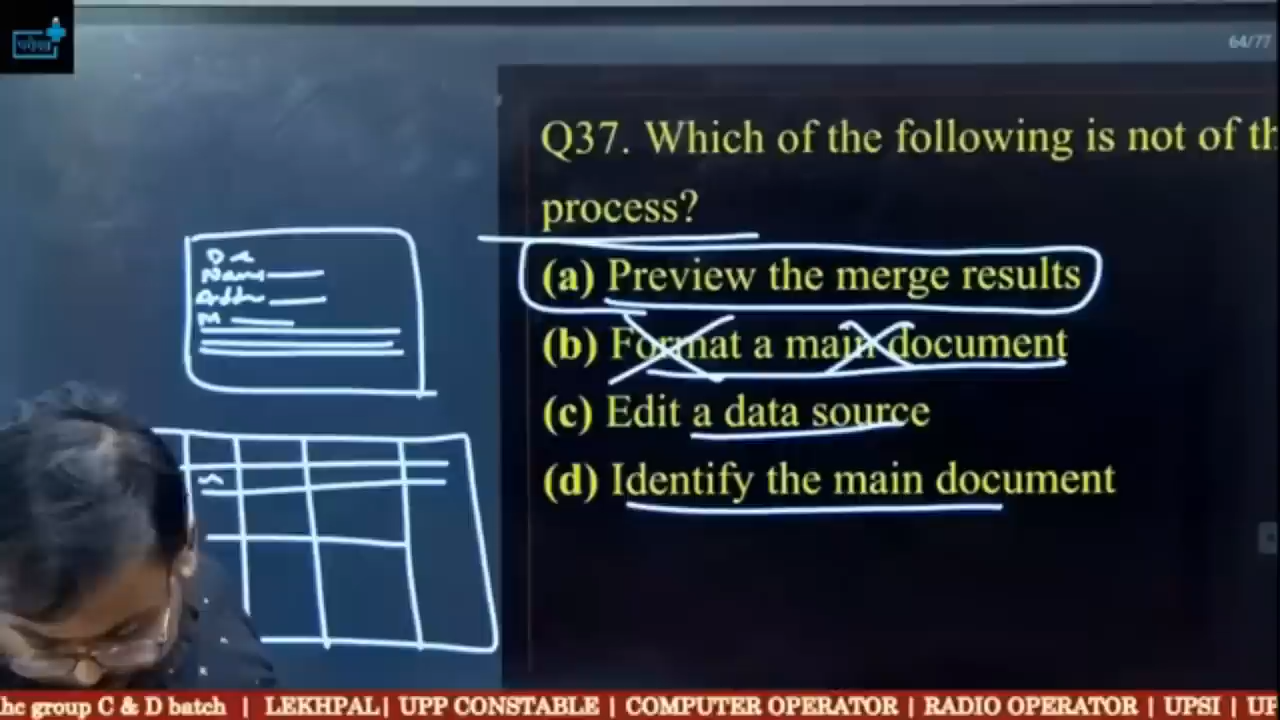 64/77
Q37. Which of the following is not of th
process?
(a) Preview the merge results
(b) Format a main document
(c) Edit a data source
(d) Identify the main document
Name
M
hc group C & D batch | LEKHPAL| UPP CONSTABLE | COMPUTER OPERATOR | RADIO OPERATOR | UPSI | UP